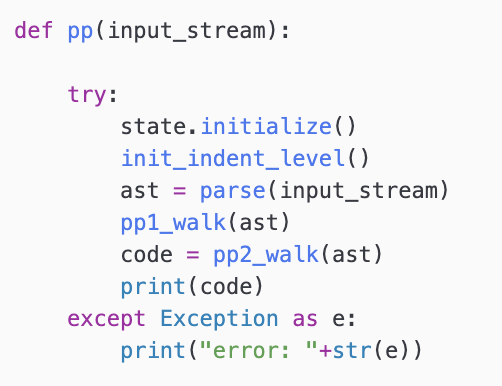 def pp(input_stream):
    try:
        state.initialize()
        init_indent_level()
        ast = parse(input_stream)
        pp1_walk(ast)
        code = pp2_walk(ast)
        print(code)
    except Exception as e:
        print("error: "+str(e))